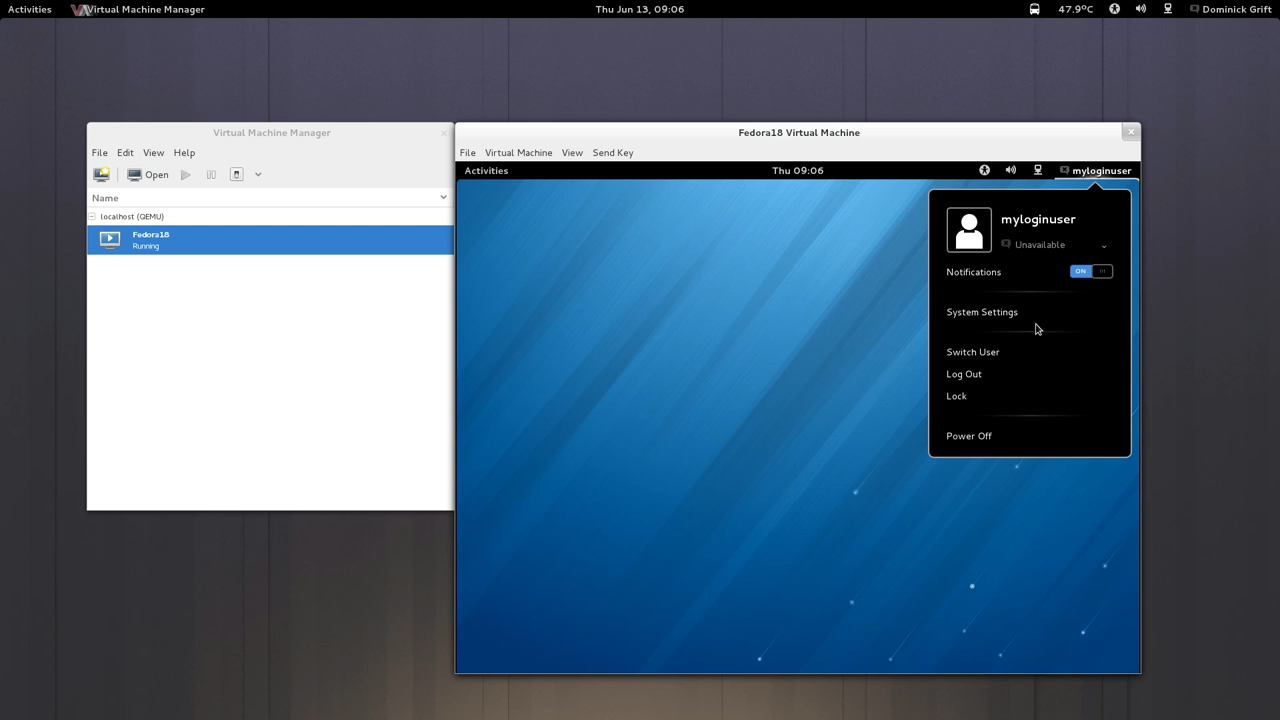 Activities Virtual Machine Manager Thu Jun 13, 09:06 47.9ºC Dominick Grift
Virtual Machine Manager
File Edit View Help
Open
Name
localhost (QEMU)
Fedora18
Running
Fedora18 Virtual Machine
File Virtual Machine View Send Key
Activities Thu 09:06 myloginuser
myloginuser
Unavailable
Notifications ON
System Settings
Switch User
Log Out
Lock
Power Off